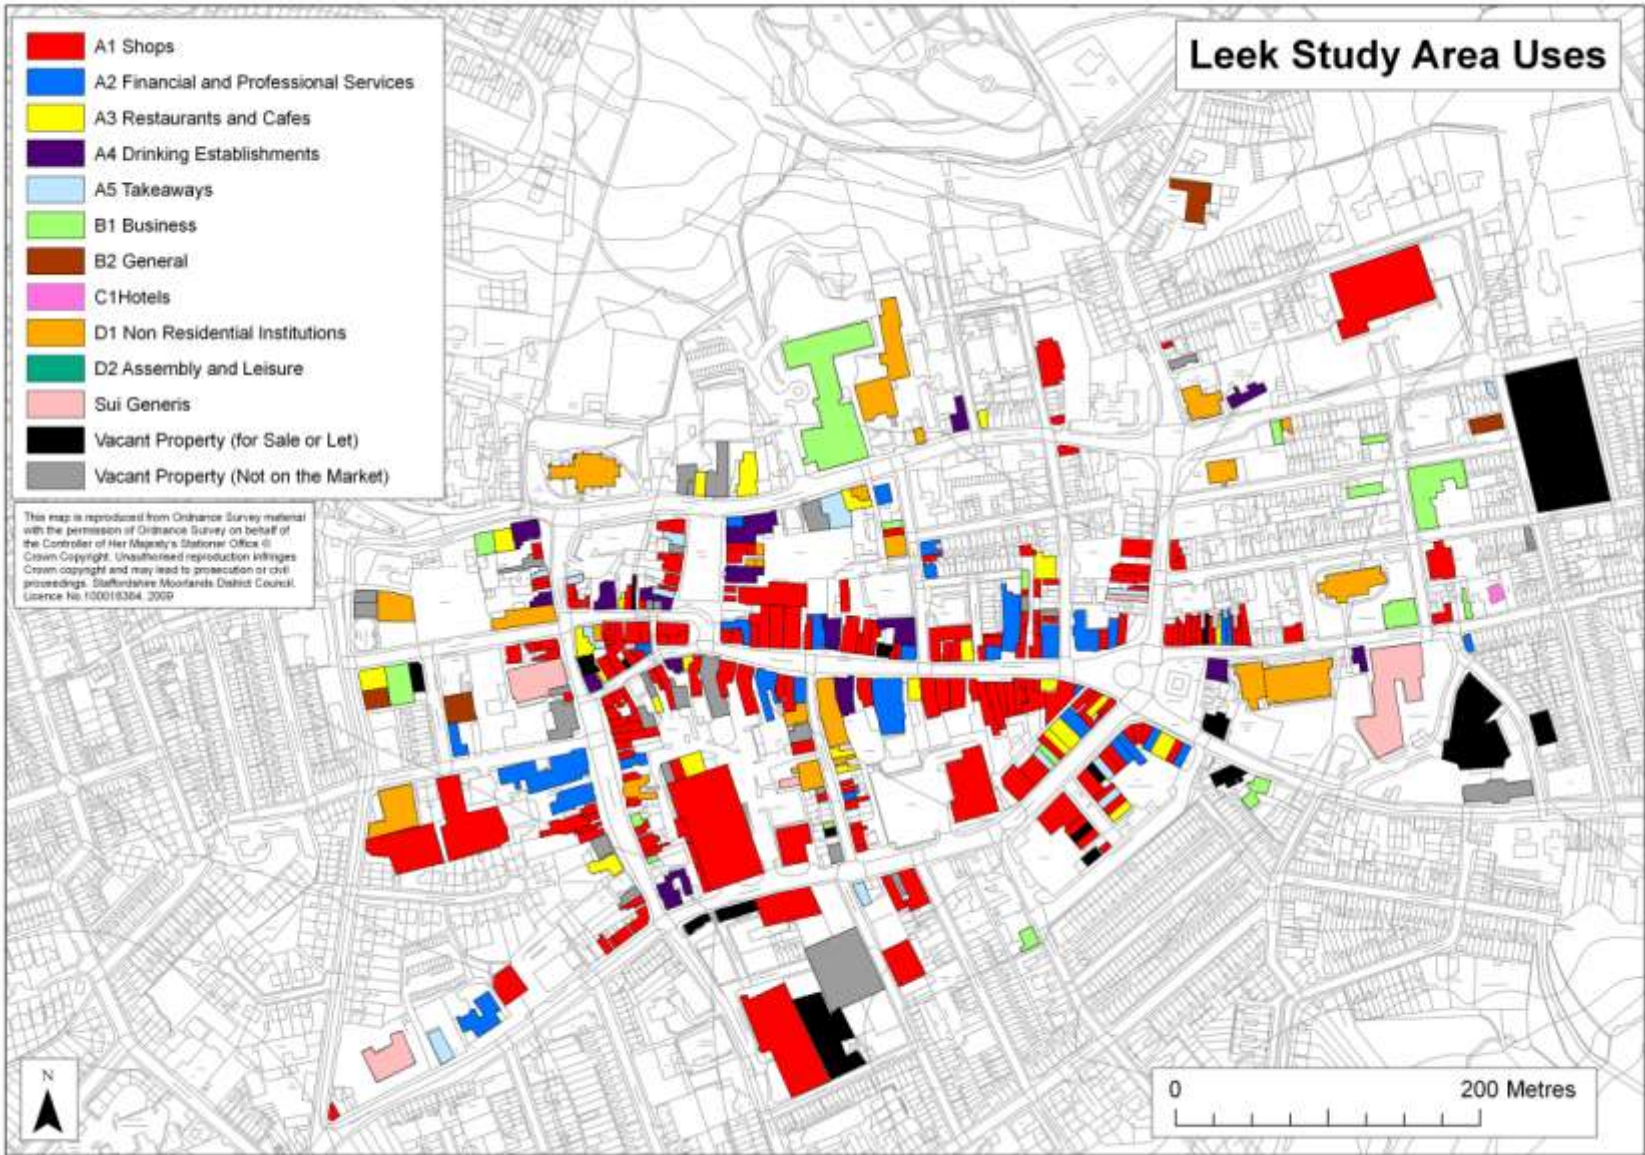 Leek Study Area Uses
A1 Shops
A2 Financial and Professional Services
A3 Restaurants and Cafes
A4 Drinking Establishments
A5 Takeaways
B1 Business
B2 General
C1Hotels
D1 Non Residential Institutions
D2 Assembly and Leisure
Sui Generis
Vacant Property (for Sale or Let)
Vacant Property (Not on the Market)
This map is reproduced from Ordnance Survey material
with the permission of Ordnance Survey on behalf of
the Controller of Her Majesty's Stationer Office ©
Crown Copyright. Unauthorised reproduction infringes
Crown copyright and may lead to prosecution or civil
proceedings. Staffordshire Moorlands District Council.
Licence No. 2009
N
0 200 Metres